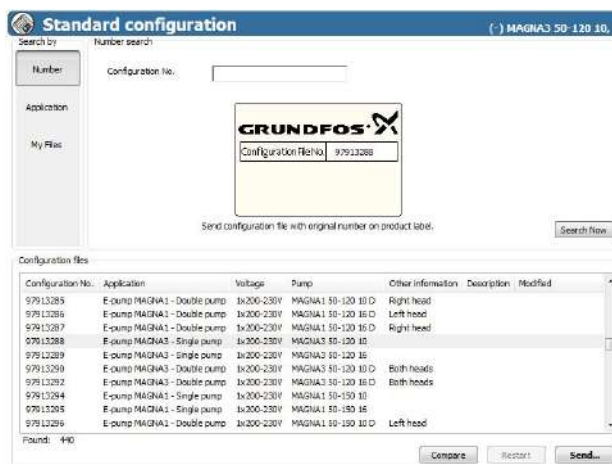 Standard configuration
(-) MAGNA3 50-120 10,
Search by
Number search
Number
Configuration No.
Application
My Files
GRUNDFOS
Configuration File No. 97913288
Send configuration file with original number on product label.
Search Now
Configuration files
Configuration No. Application Voltage Pump Other information Description Modified
97913285 E-pump MAGNA1 - Double pump 1x200-230V MAGNA1 50-120 10 D Right head
97913286 E-pump MAGNA1 - Double pump 1x200-230V MAGNA1 50-120 16 D Left head
97913287 E-pump MAGNA1 - Double pump 1x200-230V MAGNA1 50-120 16 D Right head
97913288 E-pump MAGNA3 - Single pump 1x200-230V MAGNA3 50-120 10
97913289 E-pump MAGNA3 - Single pump 1x200-230V MAGNA3 50-120 16
97913290 E-pump MAGNA3 - Double pump 1x200-230V MAGNA3 50-120 10 D Both heads
97913292 E-pump MAGNA3 - Double pump 1x200-230V MAGNA3 50-120 16 D Both heads
97913294 E-pump MAGNA1 - Single pump 1x200-230V MAGNA1 50-150 10
97913295 E-pump MAGNA1 - Single pump 1x200-230V MAGNA1 50-150 16
97913296 E-pump MAGNA1 - Double pump 1x200-230V MAGNA1 50-150 10 D Left head
Found: 440
Compare
Restart
Send...